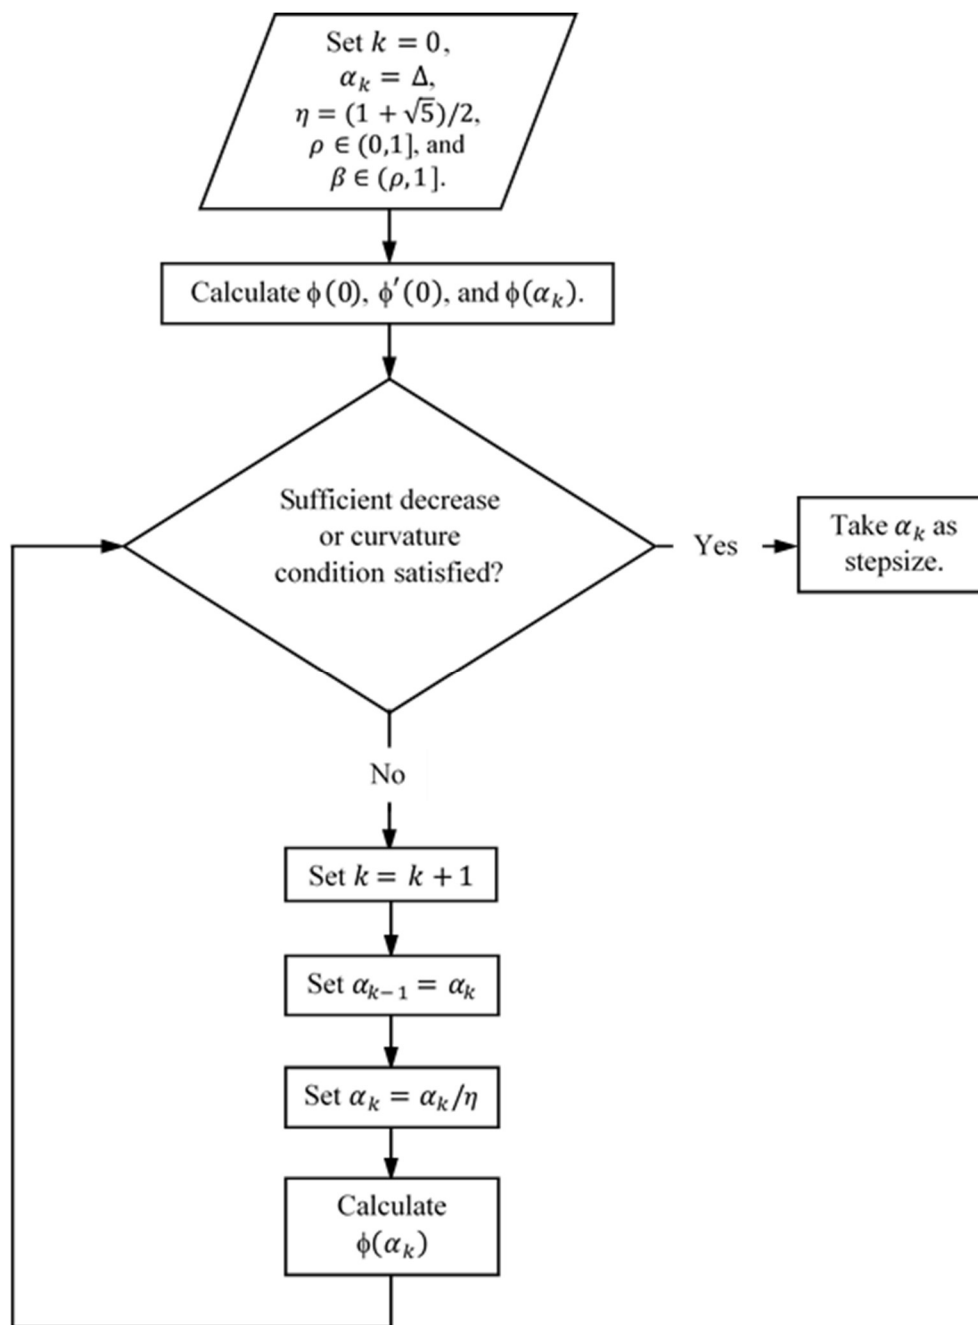 Set k = 0,
α_k = Δ,
η = (1 + √5)/2,
ρ ∈ (0,1], and
β ∈ (ρ, 1].
Calculate ϕ(0), ϕ′(0), and ϕ(α_k).
Sufficient decrease
or curvature
condition satisfied?
Yes
Take α_k as
stepsize.
No
Set k = k + 1
Set α_{k−1} = α_k
Set α_k = α_k/η
Calculate
ϕ(α_k)